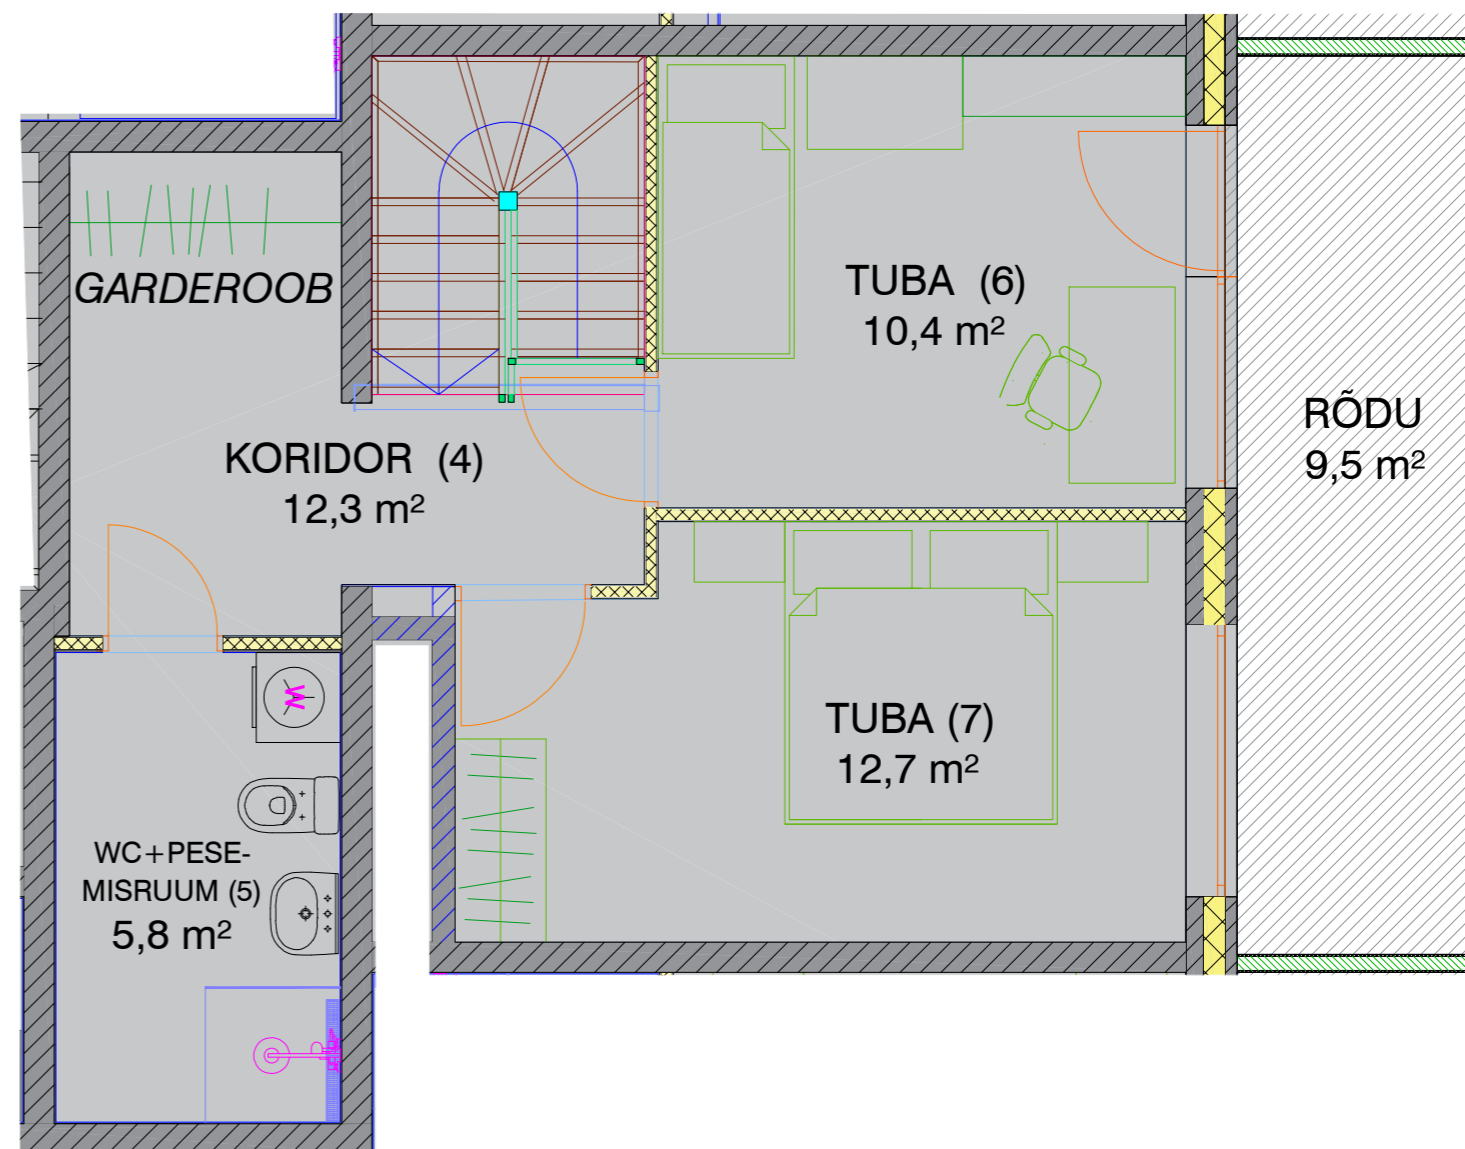 GARDEROOB
TUBA (6)
10,4 m²
RÕDU
9,5 m²
KORIDOR (4)
12,3 m²
W
TUBA (7)
12,7 m²
WC+PESE-
MISRUUM (5)
5,8 m²